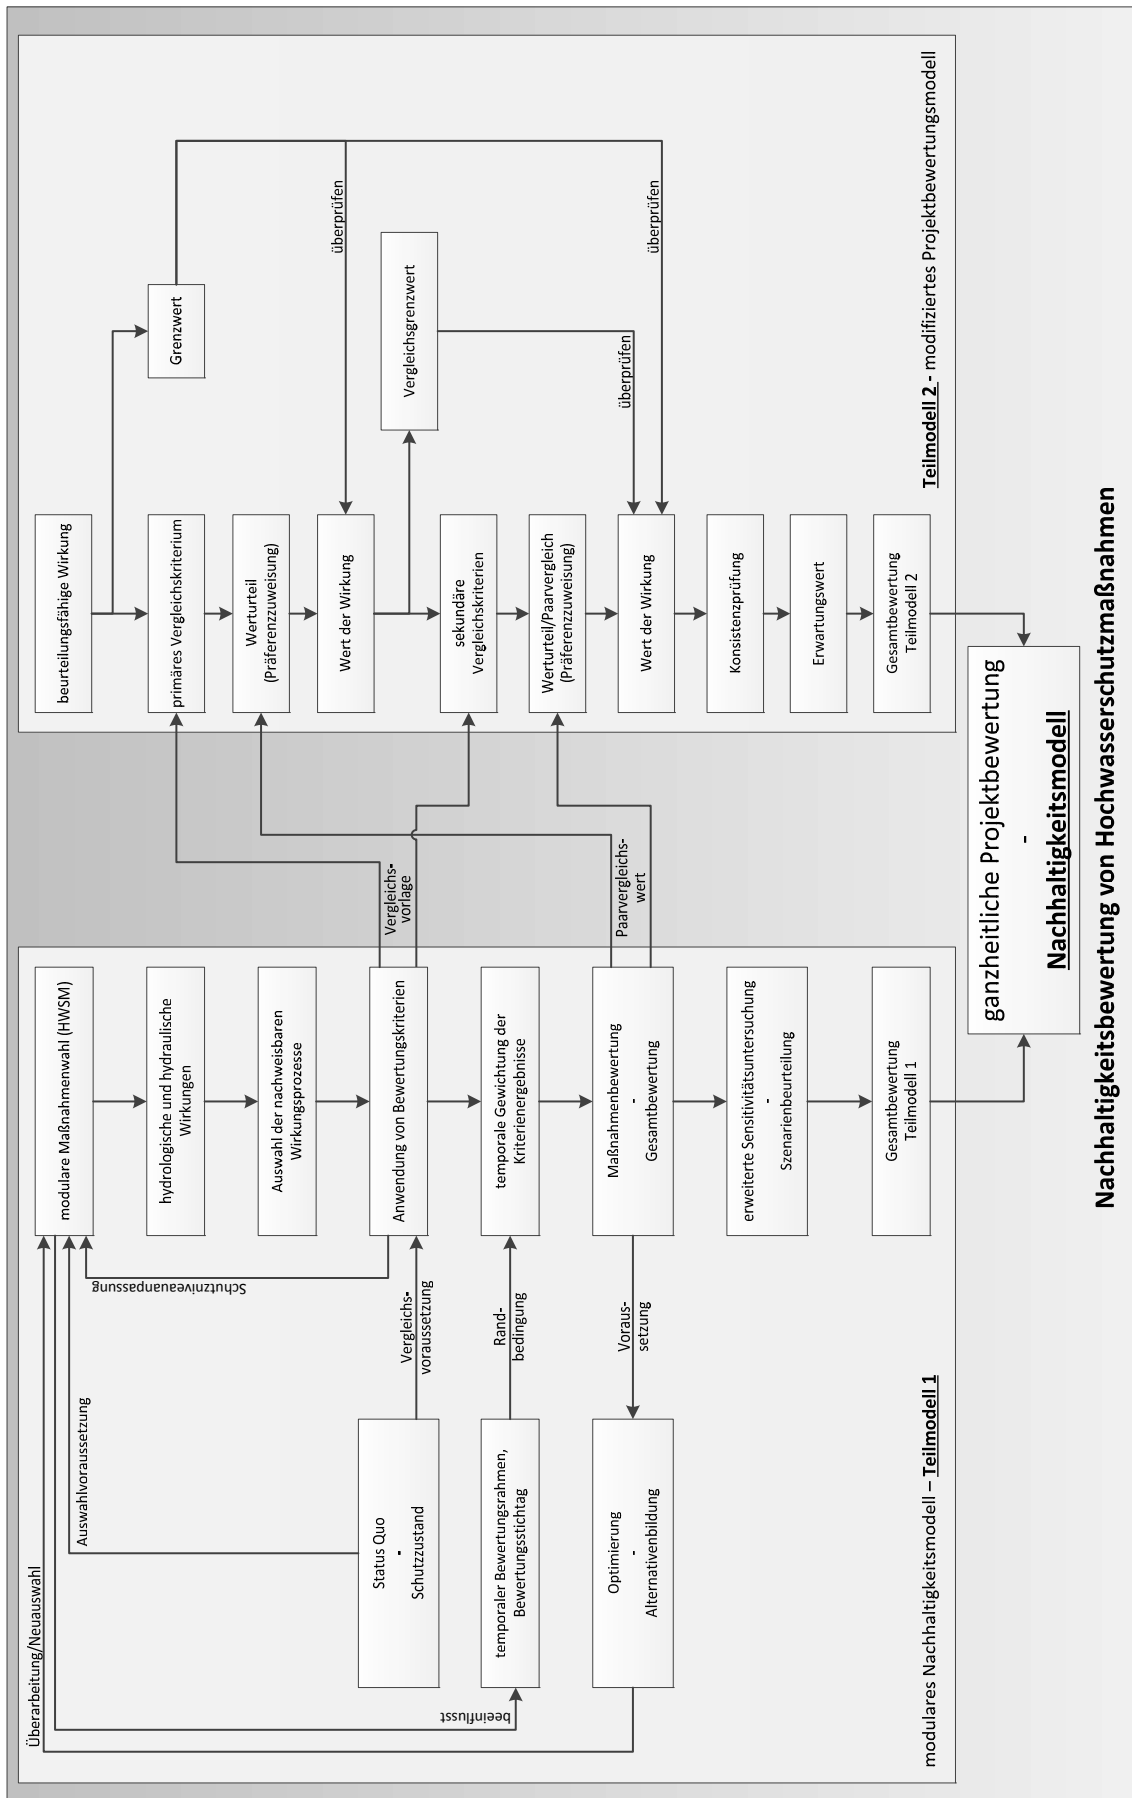 Überarbeitung/Neuauswahl
Auswahlvoraussetzung
Schutzniveauanpassung
beeinflusst
modulare Maßnahmenwahl (HWSM)
hydrologische und hydraulische
Wirkungen
Auswahl der nachweisbaren
Wirkungsprozesse
Status Quo
-
Schutzzustand
Vergleichs-
voraussetzung
Anwendung von Bewertungskriterien
Vergleichs-
vorlage
temporaler Bewertungsrahmen,
Bewertungsstichtag
Rand-
bedingung
temporale Gewichtung der
Kriterienergebnisse
Optimierung
-
Alternativenbildung
Voraus-
setzung
Maßnahmenbewertung
-
Gesamtbewertung
Paarvergleichs-
wert
erweiterte Sensitivitätsuntersuchung
-
Szenarienbeurteilung
Gesamtbewertung
Teilmodell 1
modulares Nachhaltigkeitsmodell – Teilmodell 1
beurteilungsfähige Wirkung
Grenzwert
primäres Vergleichskriterium
Werturteil
(Präferenzzuweisung)
überprüfen
Wert der Wirkung
Vergleichsgrenzwert
sekundäre
Vergleichskriterien
Werturteil/Paarvergleich
(Präferenzzuweisung)
überprüfen
überprüfen
Wert der Wirkung
Konsistenzprüfung
Erwartungswert
Gesamtbewertung
Teilmodell 2
Teilmodell 2 - modifiziertes Projektbewertungsmodell
ganzheitliche Projektbewertung
-
Nachhaltigkeitsmodell
Nachhaltigkeitsbewertung von Hochwasserschutzmaßnahmen